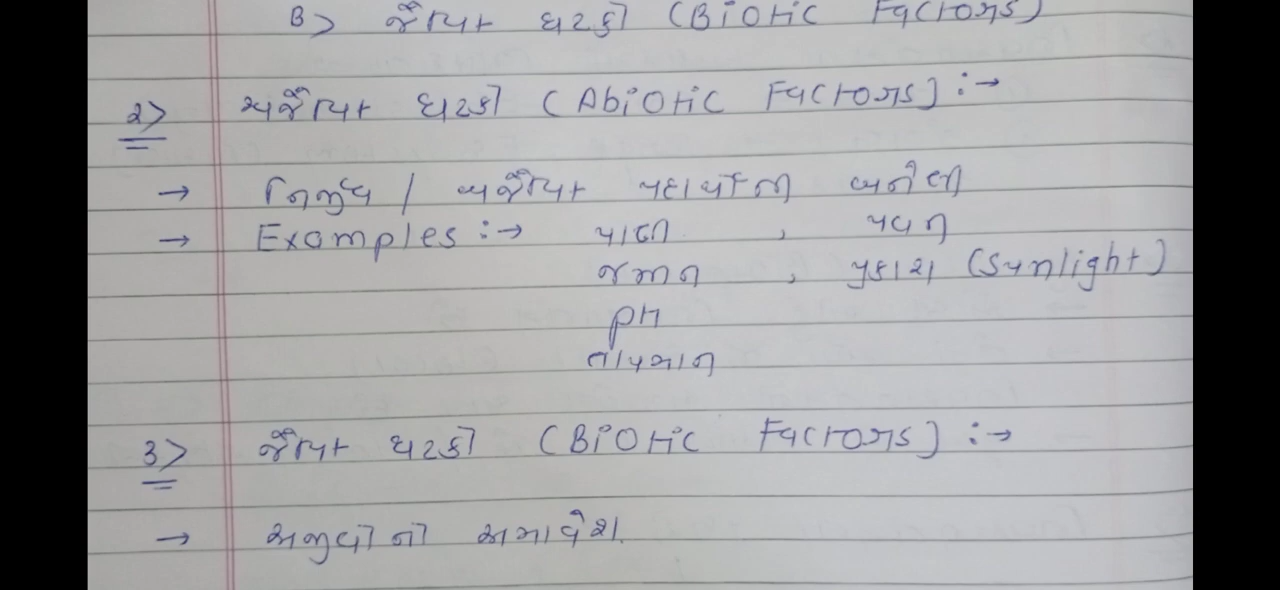 B> જૈવિક ઘટકો (Biotic Factors)
2> અજૈવિક ઘટકો (Abiotic Factors) :→
→ નિર્જીવ / અજૈવિક પદાર્થની બનેલી
→ Examples :→ પાણી , પવન
જમીન , પ્રકાશ (Sunlight)
pH
તાપમાન
3> જૈવિક ઘટકો (Biotic Factors) :→
→ સજીવોનો સમાવેશ.